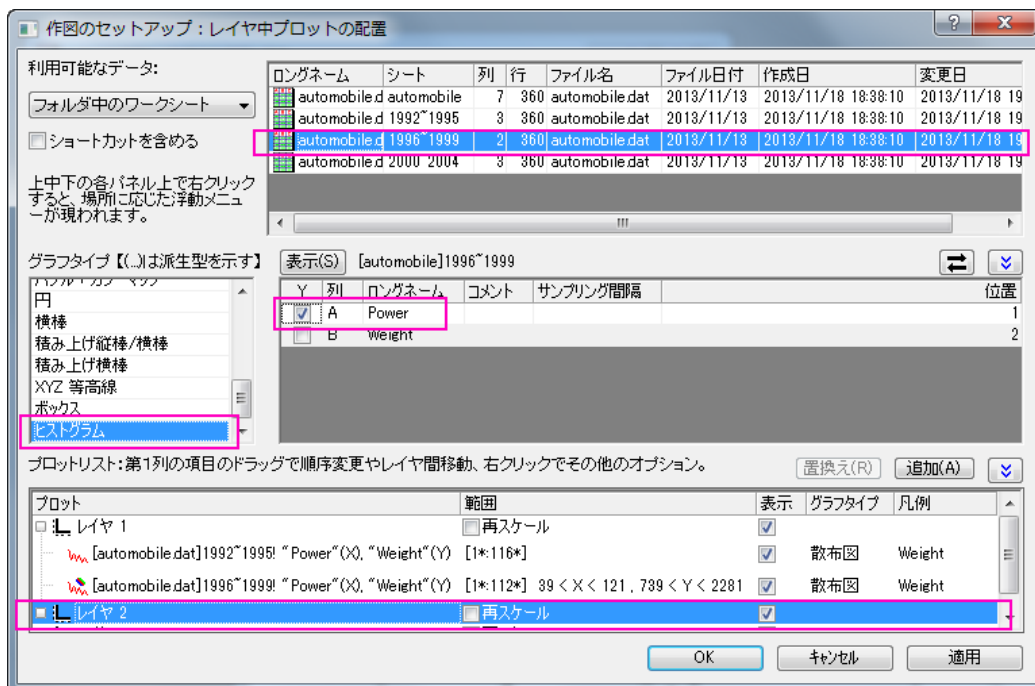 作図のセットアップ：レイヤ中プロットの配置
利用可能なデータ:
フォルダ中のワークシート
ショートカットを含める
上中下の各パネル上で右クリック
すると、場所に応じた浮動メニュ
ーが現われます。
ロングネーム シート 列 行 ファイル名 ファイル日付 作成日 変更日
automobile.d automobile 7 360 automobile.dat 2013/11/13 2013/11/18 18:38:10 2013/11/18 19
automobile.d 1992~1995 3 360 automobile.dat 2013/11/13 2013/11/18 18:38:10 2013/11/18 19
automobile.d 1996~1999 2 360 automobile.dat 2013/11/13 2013/11/18 18:38:10 2013/11/18 19
automobile.d 2000~2004 3 360 automobile.dat 2013/11/13 2013/11/18 18:38:10 2013/11/18 19
グラフタイプ【(...)は派生型を示す】
円
横棒
積み上げ縦棒/横棒
積み上げ横棒
XYZ 等高線
ボックス
ヒストグラム
表示(S) [automobile]1996~1999
Y 列 ロングネーム コメント サンプリング間隔 位置
A Power 1
B Weight 2
プロットリスト:第1列の項目のドラッグで順序変更やレイヤ間移動、右クリックでその他のオプション。
置換え(R) 追加(A)
プロット 範囲 表示 グラフタイプ 凡例
レイヤ 1 再スケール
[automobile.dat]1992~1995! "Power"(X), "Weight"(Y) [1*:116*] 散布図 Weight
[automobile.dat]1996~1999! "Power"(X), "Weight"(Y) [1*:112*] 39 < X < 121 , 739 < Y < 2281 散布図 Weight
レイヤ 2 再スケール
OK キャンセル 適用